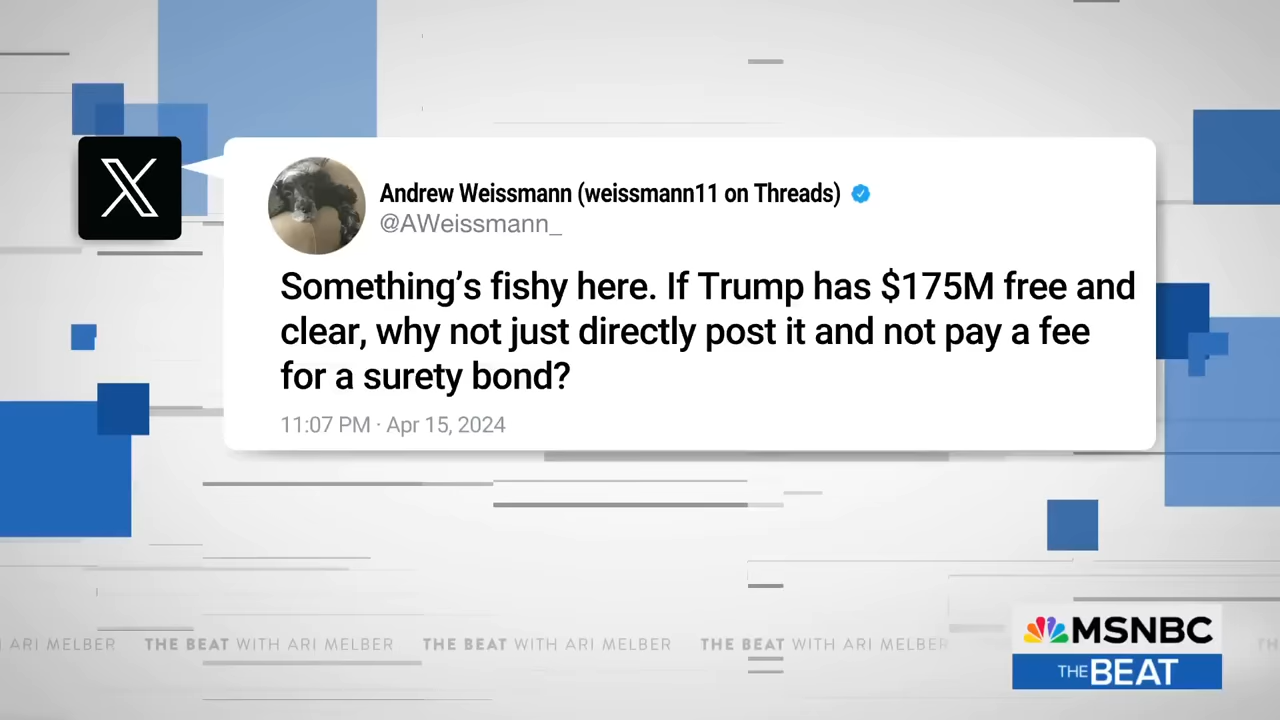 Andrew Weissmann (weissmann11 on Threads)
@AWeissmann_
Something's fishy here. If Trump has $175M free and
clear, why not just directly post it and not pay a fee
for a surety bond?
11:07 PM · Apr 15, 2024
ARI MELBER THE BEAT WITH ARI MELBER THE BEAT WITH ARI MELBER THE BEAT WITH ARI MELBER
MSNBC
THE BEAT